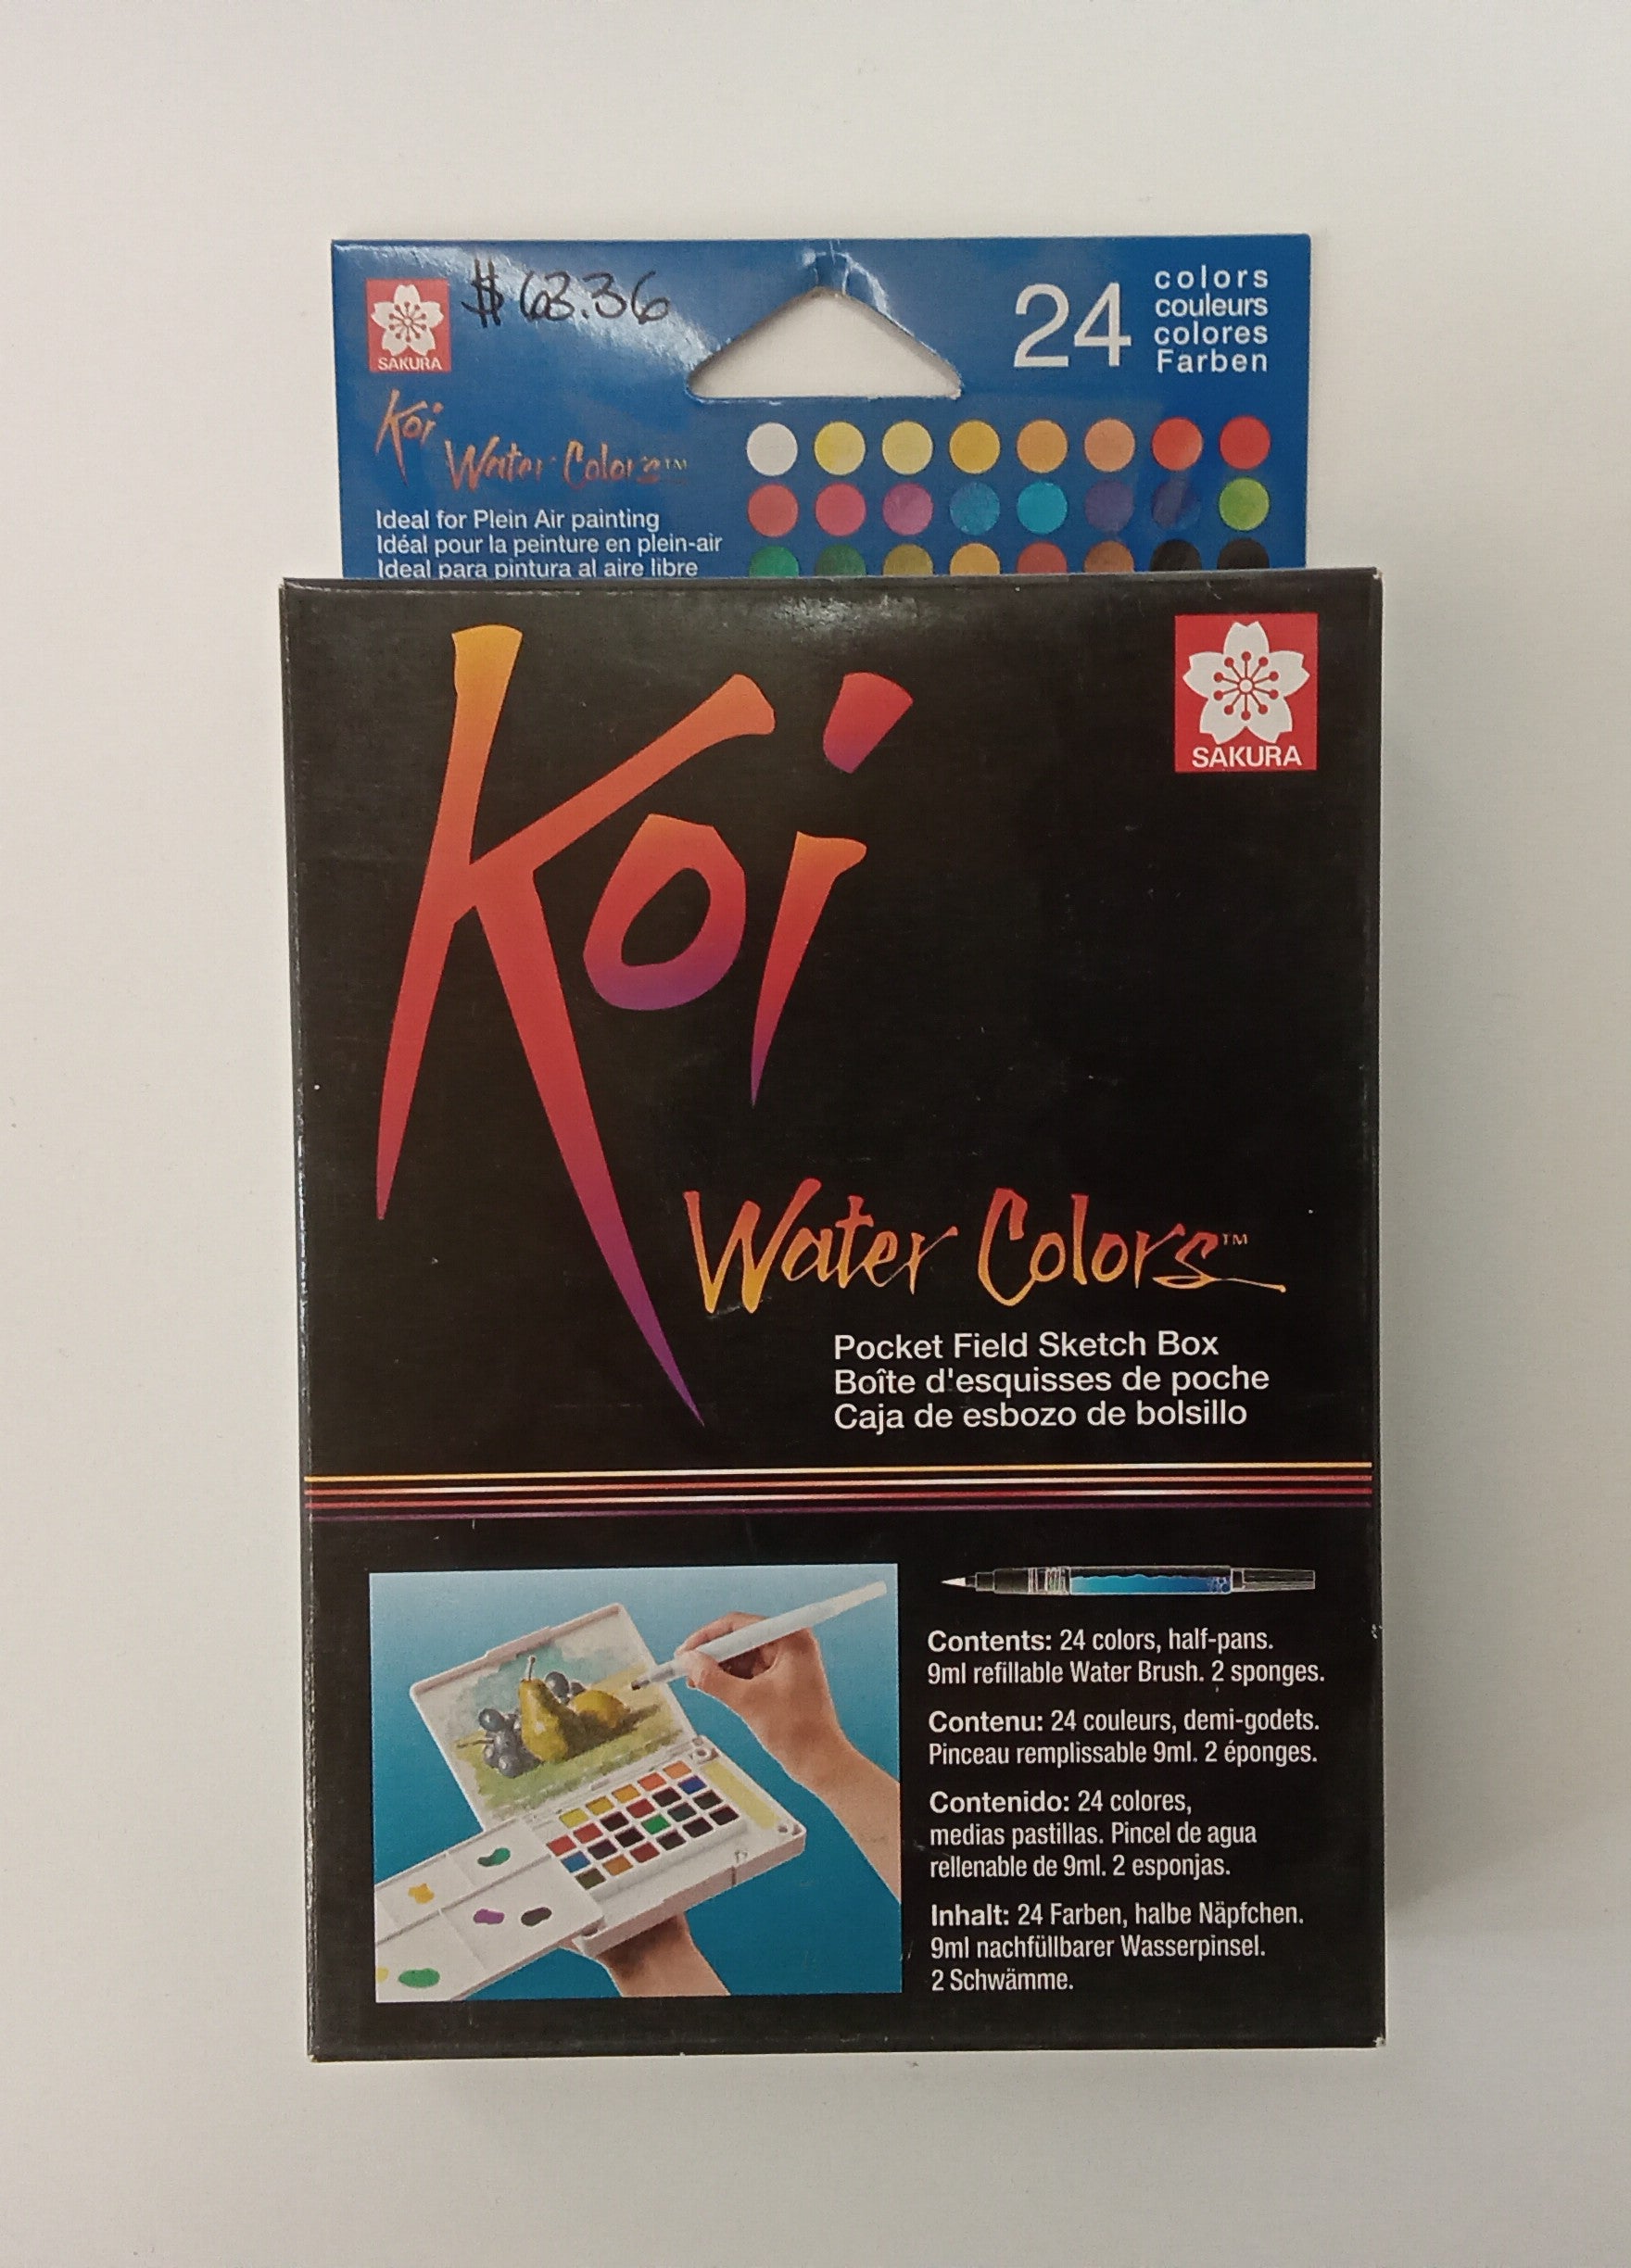 $63.36
SAKURA
24
colors
couleurs
colores
Farben
Koi
Water Colors™
Ideal for Plein Air painting
Idéal pour la peinture en plein-air
Ideal para pintura al aire libre
Koi
SAKURA
Water Colors™
Pocket Field Sketch Box
Boîte d'esquisses de poche
Caja de esbozo de bolsillo
Contents: 24 colors, half-pans.
9ml refillable Water Brush. 2 sponges.
Contenu: 24 couleurs, demi-godets.
Pinceau remplissable 9ml. 2 éponges.
Contenido: 24 colores,
medias pastillas. Pincel de agua
rellenable de 9ml. 2 esponjas.
Inhalt: 24 Farben, halbe Näpfchen.
9ml nachfüllbarer Wasserpinsel.
2 Schwämme.